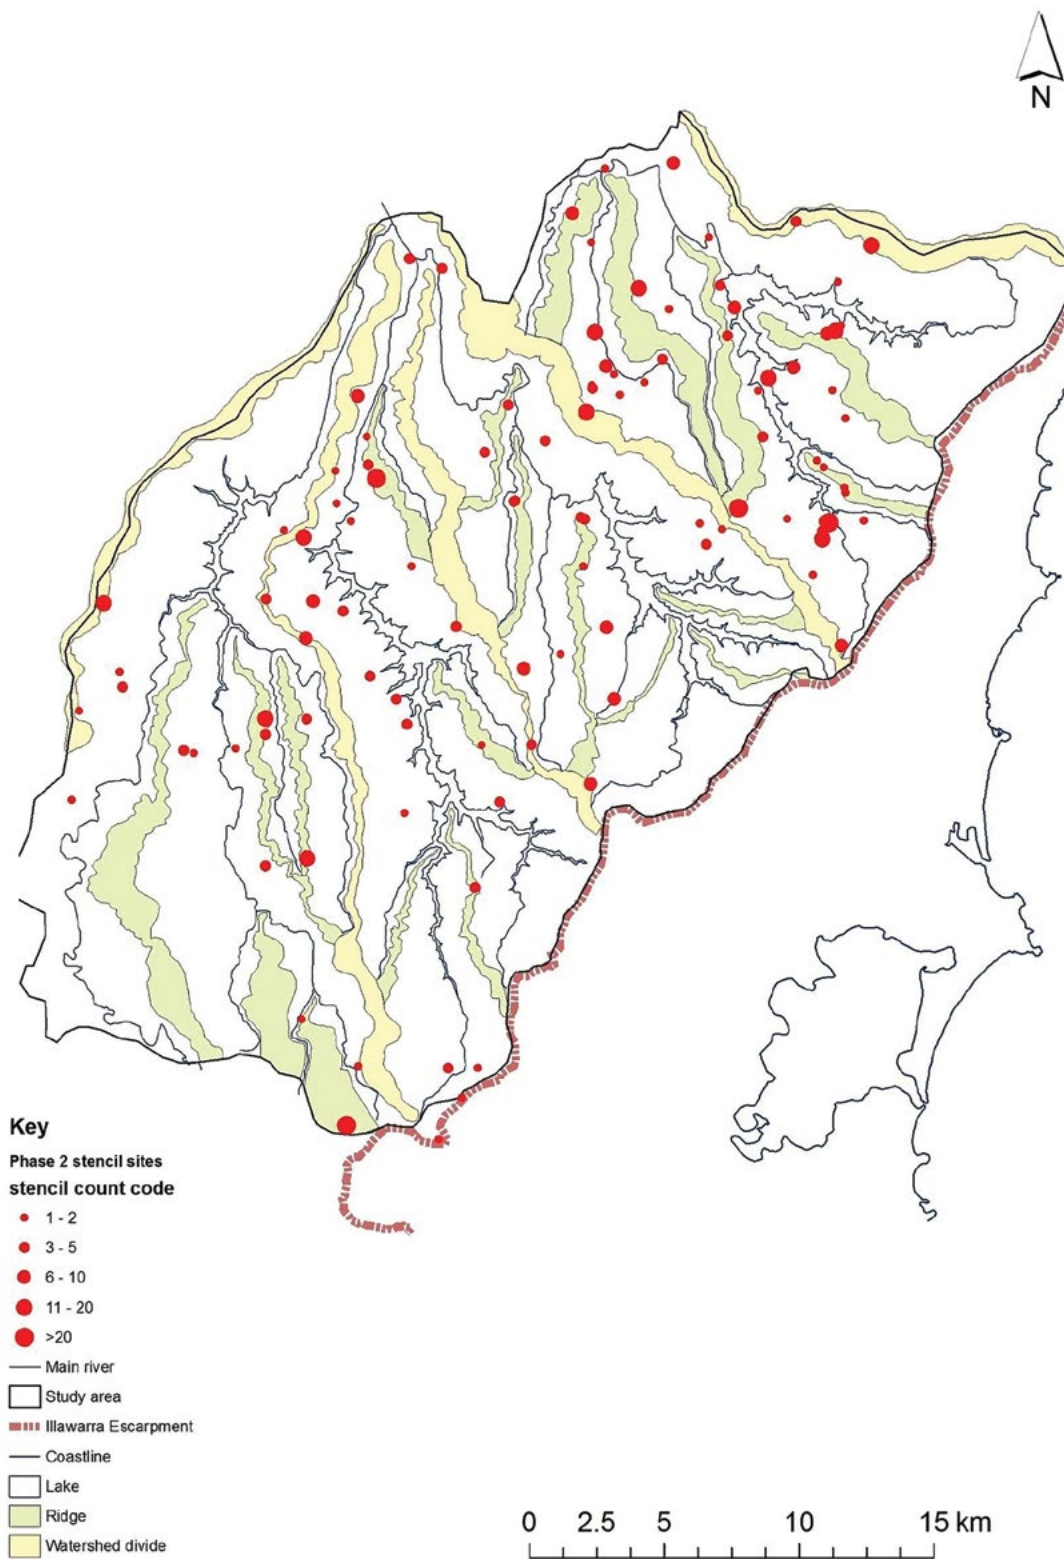 N
Key
Phase 2 stencil sites
stencil count code
1 - 2
3 - 5
6 - 10
11 - 20
>20
Main river
Study area
Illawarra Escarpment
Coastline
Lake
Ridge
Watershed divide
0 2.5 5 10 15 km